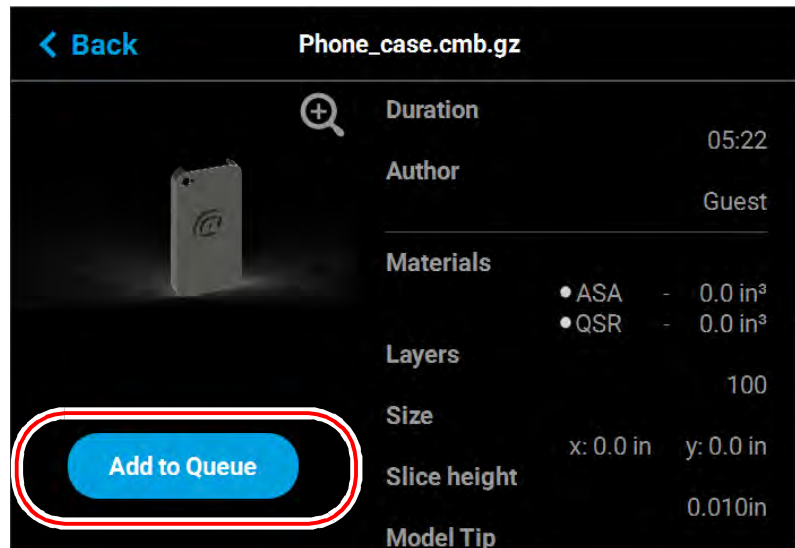 Back
Phone_case.cmb.gz
Duration
05:22
Author
Guest
Materials
ASA - 0.0 in³
QSR - 0.0 in³
Layers
100
Size
x: 0.0 in y: 0.0 in
Slice height
0.010in
Model Tip
Add to Queue